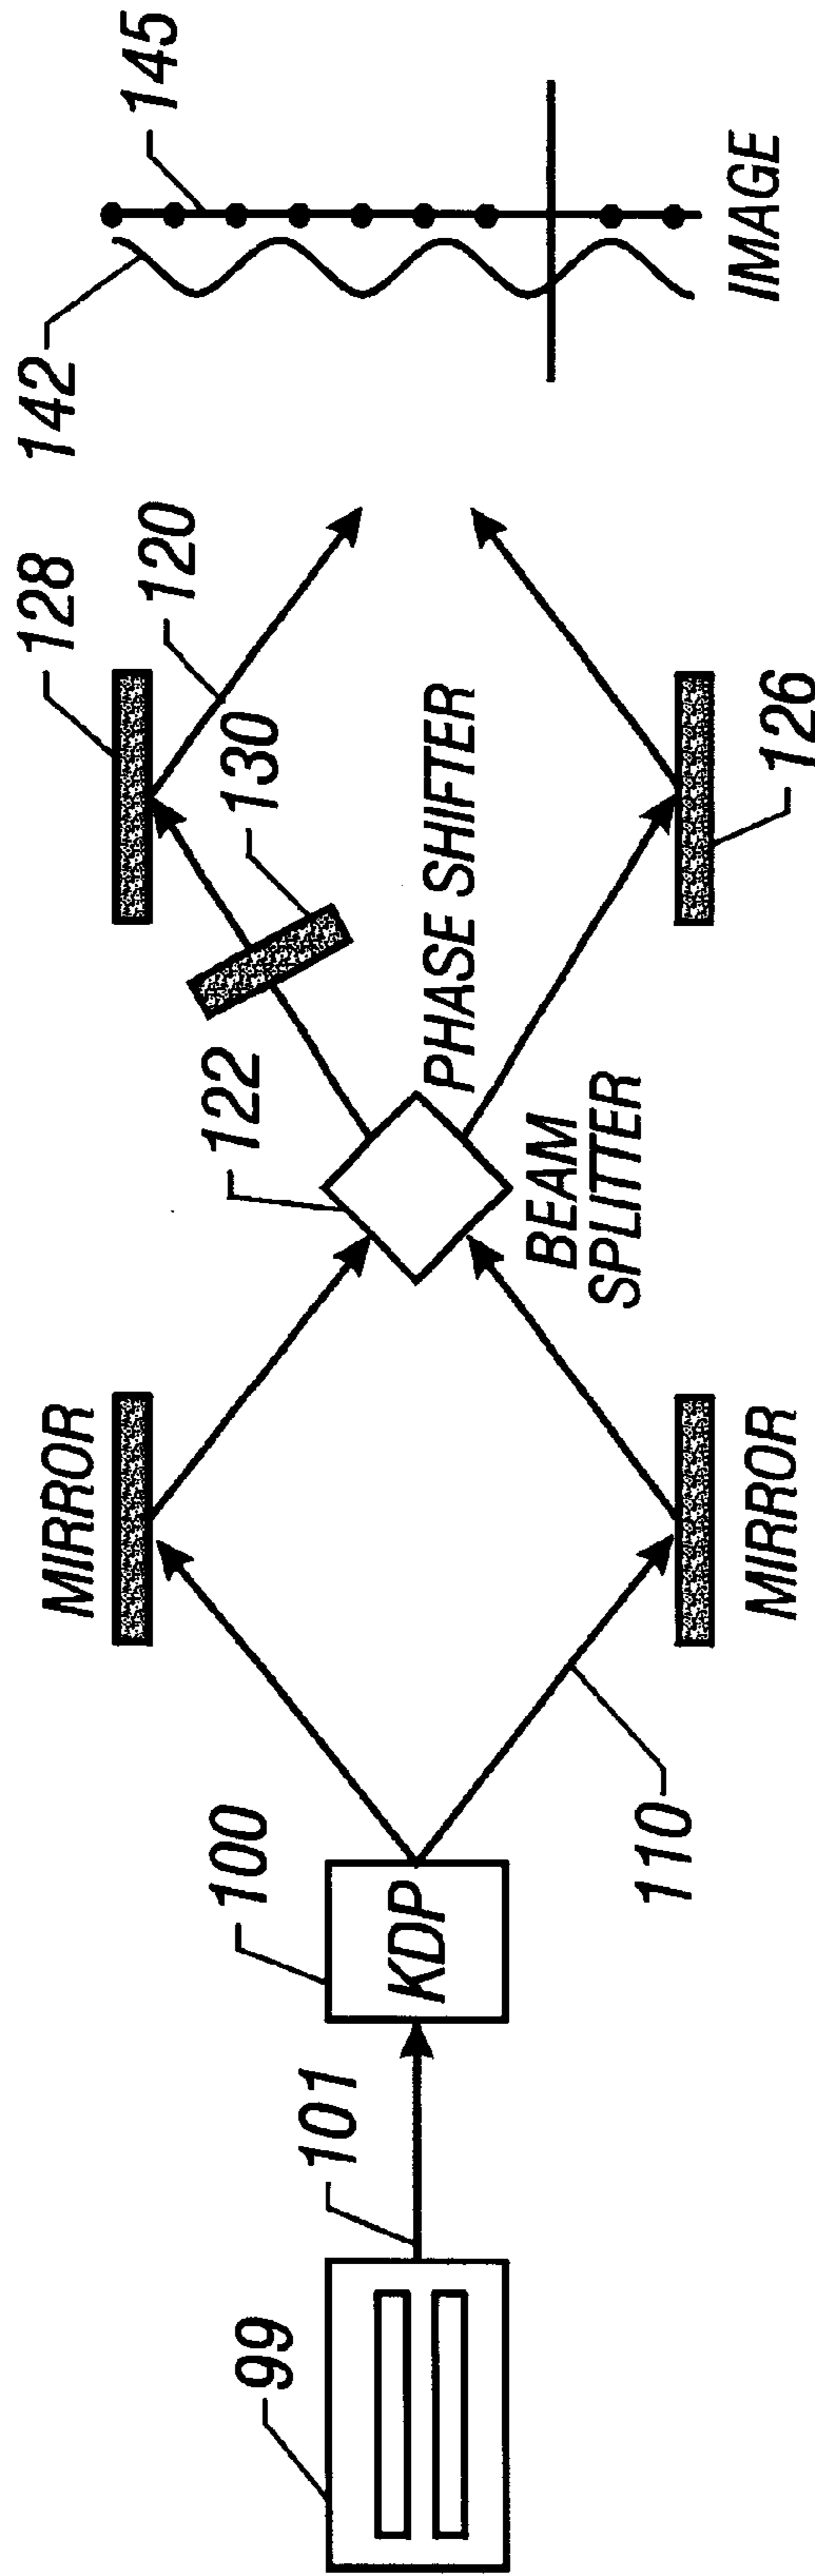 99
101
100
KDP
110
MIRROR
MIRROR
122
BEAM
SPLITTER
PHASE SHIFTER
130
120
128
126
142
145
IMAGE